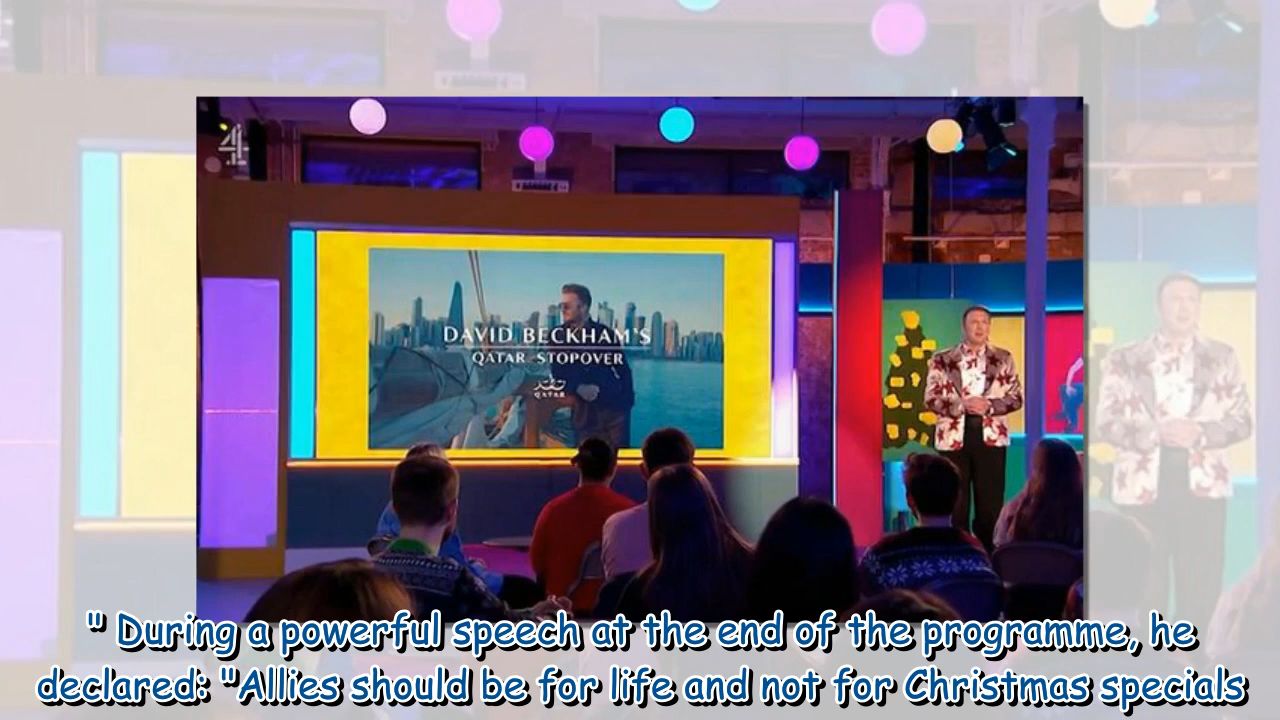 4
DAVID BECKHAM'S
QATAR STOPOVER
قطر
QATAR
" During a powerful speech at the end of the programme, he
declared: "Allies should be for life and not for Christmas specials